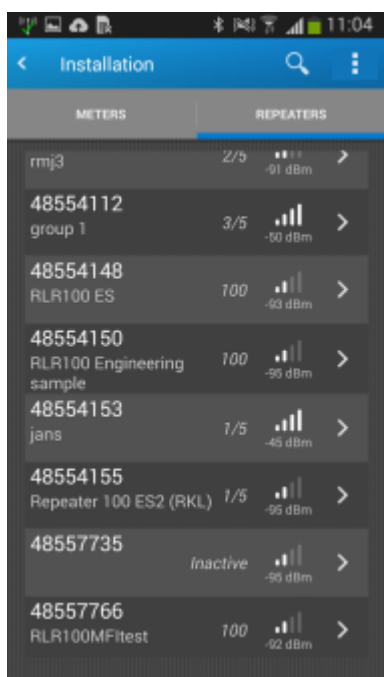 11:04
Installation
METERS REPEATERS
rmj3 2/5 -91 dBm
48554112
group 1 3/5 -50 dBm
48554148
RLR100 ES 100 -93 dBm
48554150
RLR100 Engineering sample 100 -95 dBm
48554153
jans 1/5 -45 dBm
48554155
Repeater 100 ES2 (RKL) 1/5 -95 dBm
48557735
Inactive -95 dBm
48557766
RLR100MFItest 100 -92 dBm